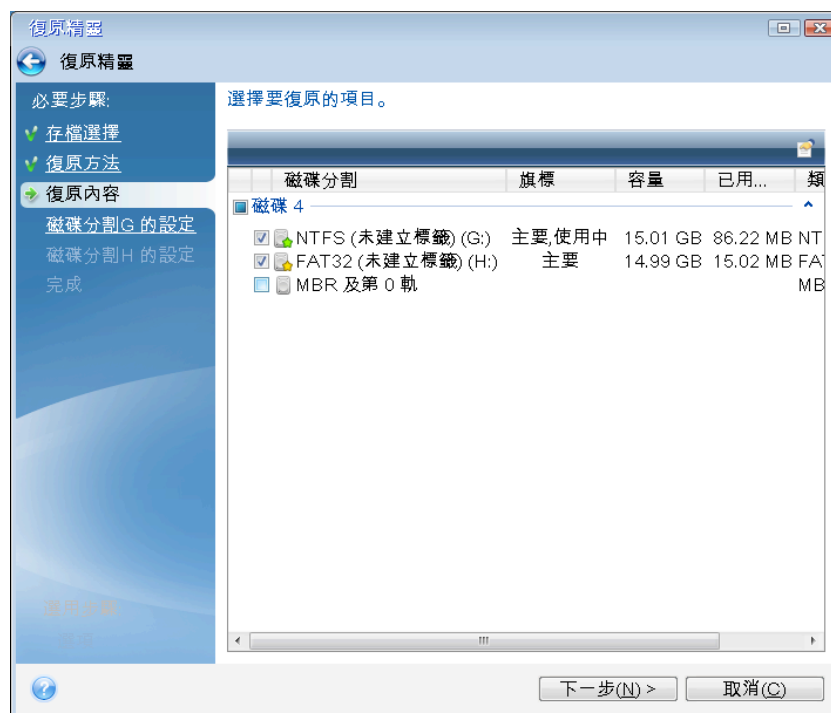 復原精靈
復原精靈
必要步驟:
存檔選擇
復原方法
復原內容
磁碟分割G 的設定
磁碟分割H 的設定
完成
選擇要復原的項目。
磁碟分割 旗標 容量 已用... 類
磁碟 4
NTFS (未建立標籤) (G:) 主要,使用中 15.01 GB 86.22 MB NT
FAT32 (未建立標籤) (H:) 主要 14.99 GB 15.02 MB FAT
MBR 及第 0 軌 MB
下一步(N) >
取消(C)